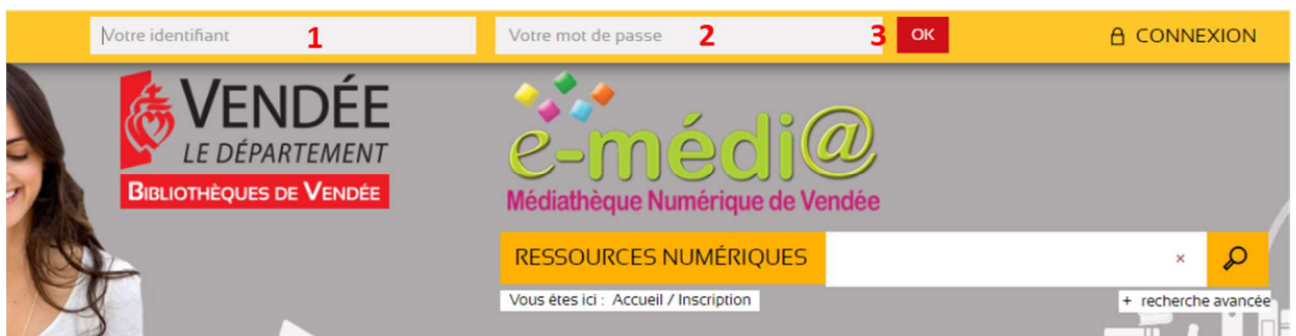 Votre identifiant 1 Votre mot de passe 2 3 OK CONNEXION
VENDÉE
LE DÉPARTEMENT
BIBLIOTHÈQUES DE VENDÉE
e-médi@
Médiathèque Numérique de Vendée
RESSOURCES NUMÉRIQUES ×
Vous êtes ici : Accueil / Inscription + recherche avancée